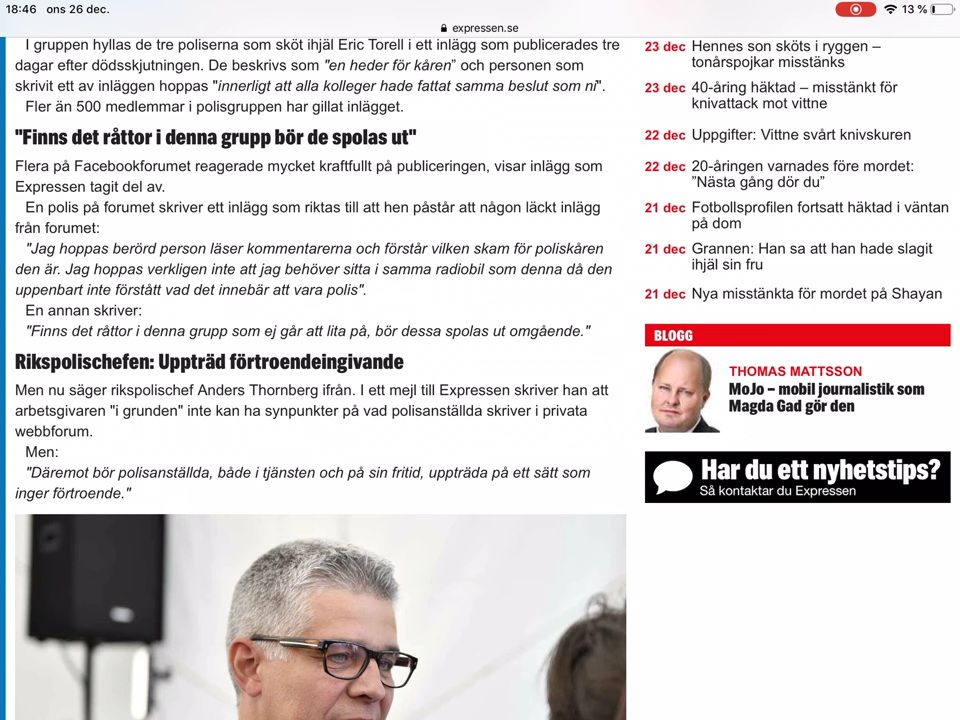 18:46 ons 26 dec.
13 %
expressen.se
I gruppen hyllas de tre poliserna som sköt ihjäl Eric Torell i ett inlägg som publicerades tre
dagar efter dödsskjutningen. De beskrivs som "en heder för kåren” och personen som
skrivit ett av inläggen hoppas "innerligt att alla kolleger hade fattat samma beslut som ni".
Fler än 500 medlemmar i polisgruppen har gillat inlägget.
"Finns det råttor i denna grupp bör de spolas ut"
Flera på Facebookforumet reagerade mycket kraftfullt på publiceringen, visar inlägg som
Expressen tagit del av.
En polis på forumet skriver ett inlägg som riktas till att hen påstår att någon läckt inlägg
från forumet:
"Jag hoppas berörd person läser kommentarerna och förstår vilken skam för poliskåren
den är. Jag hoppas verkligen inte att jag behöver sitta i samma radiobil som denna då den
uppenbart inte förstått vad det innebär att vara polis".
En annan skriver:
"Finns det råttor i denna grupp som ej går att lita på, bör dessa spolas ut omgående."
Rikspolischefen: Uppträd förtroendeingivande
Men nu säger rikspolischef Anders Thornberg ifrån. I ett mejl till Expressen skriver han att
arbetsgivaren "i grunden" inte kan ha synpunkter på vad polisanställda skriver i privata
webbforum.
Men:
"Däremot bör polisanställda, både i tjänsten och på sin fritid, uppträda på ett sätt som
inger förtroende."
23 dec Hennes son sköts i ryggen –
tonårspojkar misstänks
23 dec 40-åring häktad – misstänkt för
knivattack mot vittne
22 dec Uppgifter: Vittne svårt knivskuren
22 dec 20-åringen varnades före mordet:
”Nästa gång dör du”
21 dec Fotbollsprofilen fortsatt häktad i väntan
på dom
21 dec Grannen: Han sa att han hade slagit
ihjäl sin fru
21 dec Nya misstänkta för mordet på Shayan
BLOGG
THOMAS MATTSSON
MoJo – mobil journalistik som
Magda Gad gör den
Har du ett nyhetstips?
Så kontaktar du Expressen